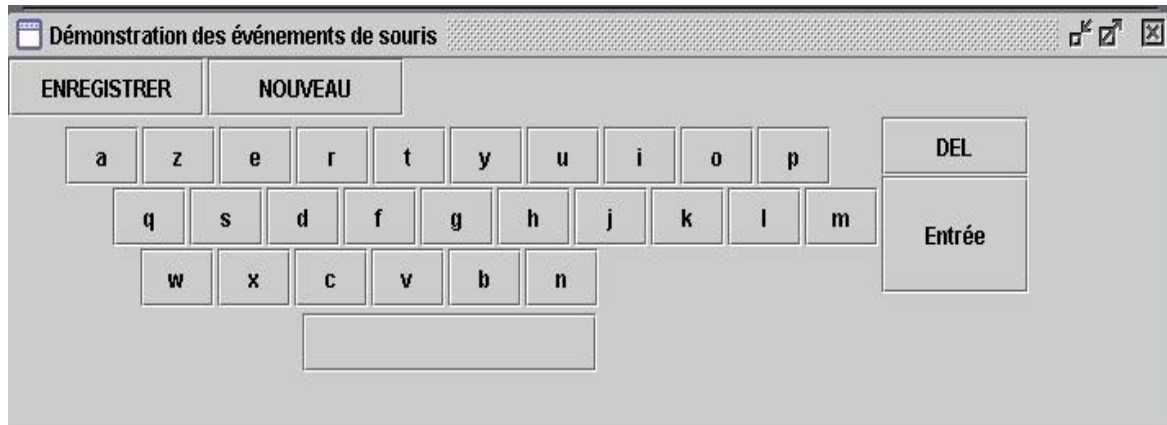 Démonstration des événements de souris
ENREGISTRER NOUVEAU
a z e r t y u i o p DEL
q s d f g h j k l m Entrée
w x c v b n